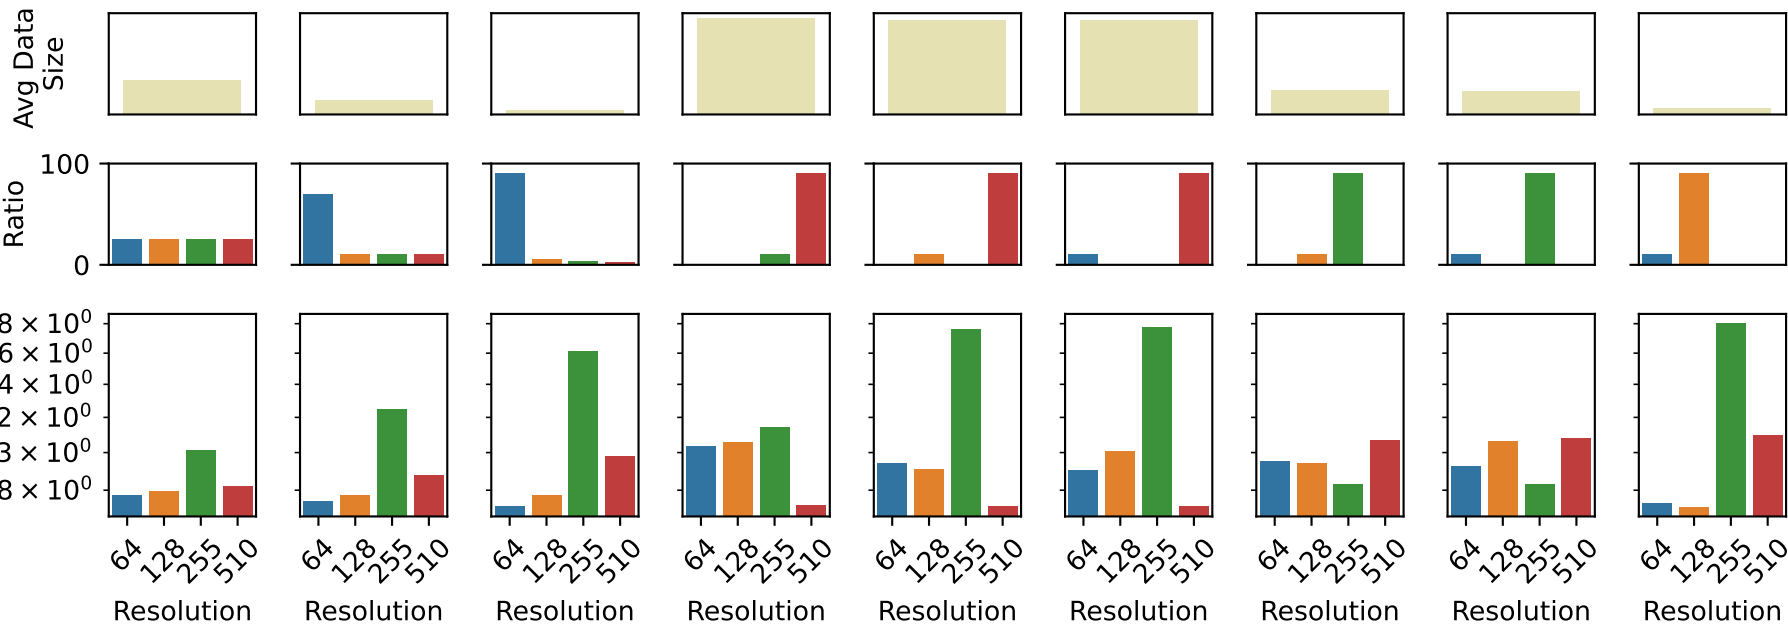 Avg Data
Size
Ratio
100
0
8 × 10⁰
6 × 10⁰
4 × 10⁰
2 × 10⁰
3 × 10⁰
8 × 10⁰
64 128 255 510
64 128 255 510
64 128 255 510
64 128 255 510
64 128 255 510
64 128 255 510
64 128 255 510
64 128 255 510
64 128 255 510
Resolution Resolution Resolution Resolution Resolution Resolution Resolution Resolution Resolution